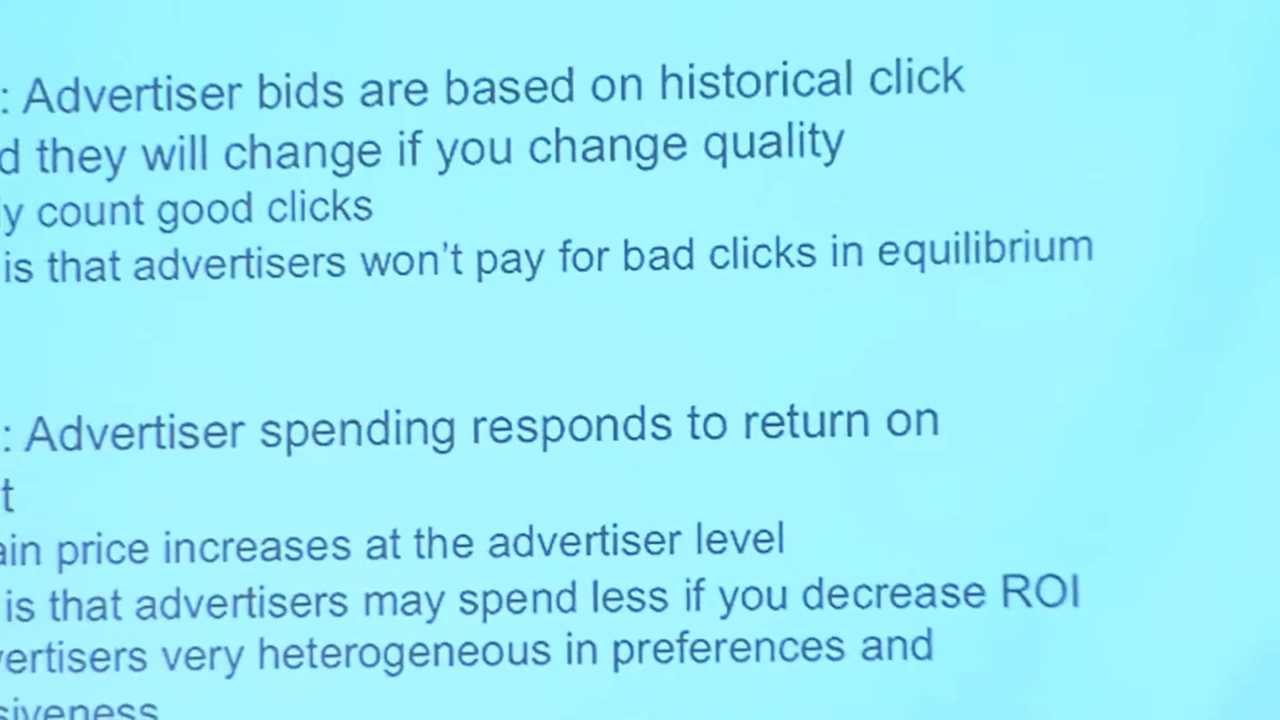 : Advertiser bids are based on historical click
d they will change if you change quality
ly count good clicks
is that advertisers won't pay for bad clicks in equilibrium
: Advertiser spending responds to return on
t
ain price increases at the advertiser level
is that advertisers may spend less if you decrease ROI
vertisers very heterogeneous in preferences and
siveness